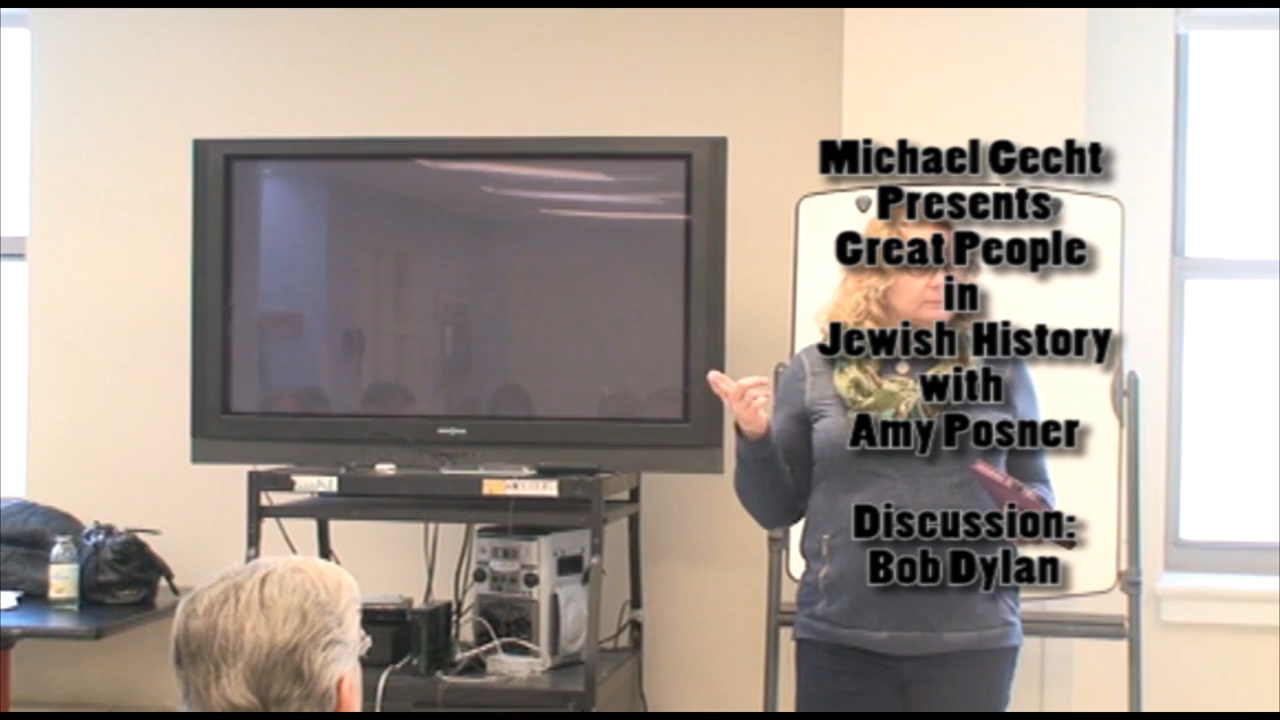 Michael Gecht
Presents
Great People
in
Jewish History
with
Amy Posner
Discussion:
Bob Dylan